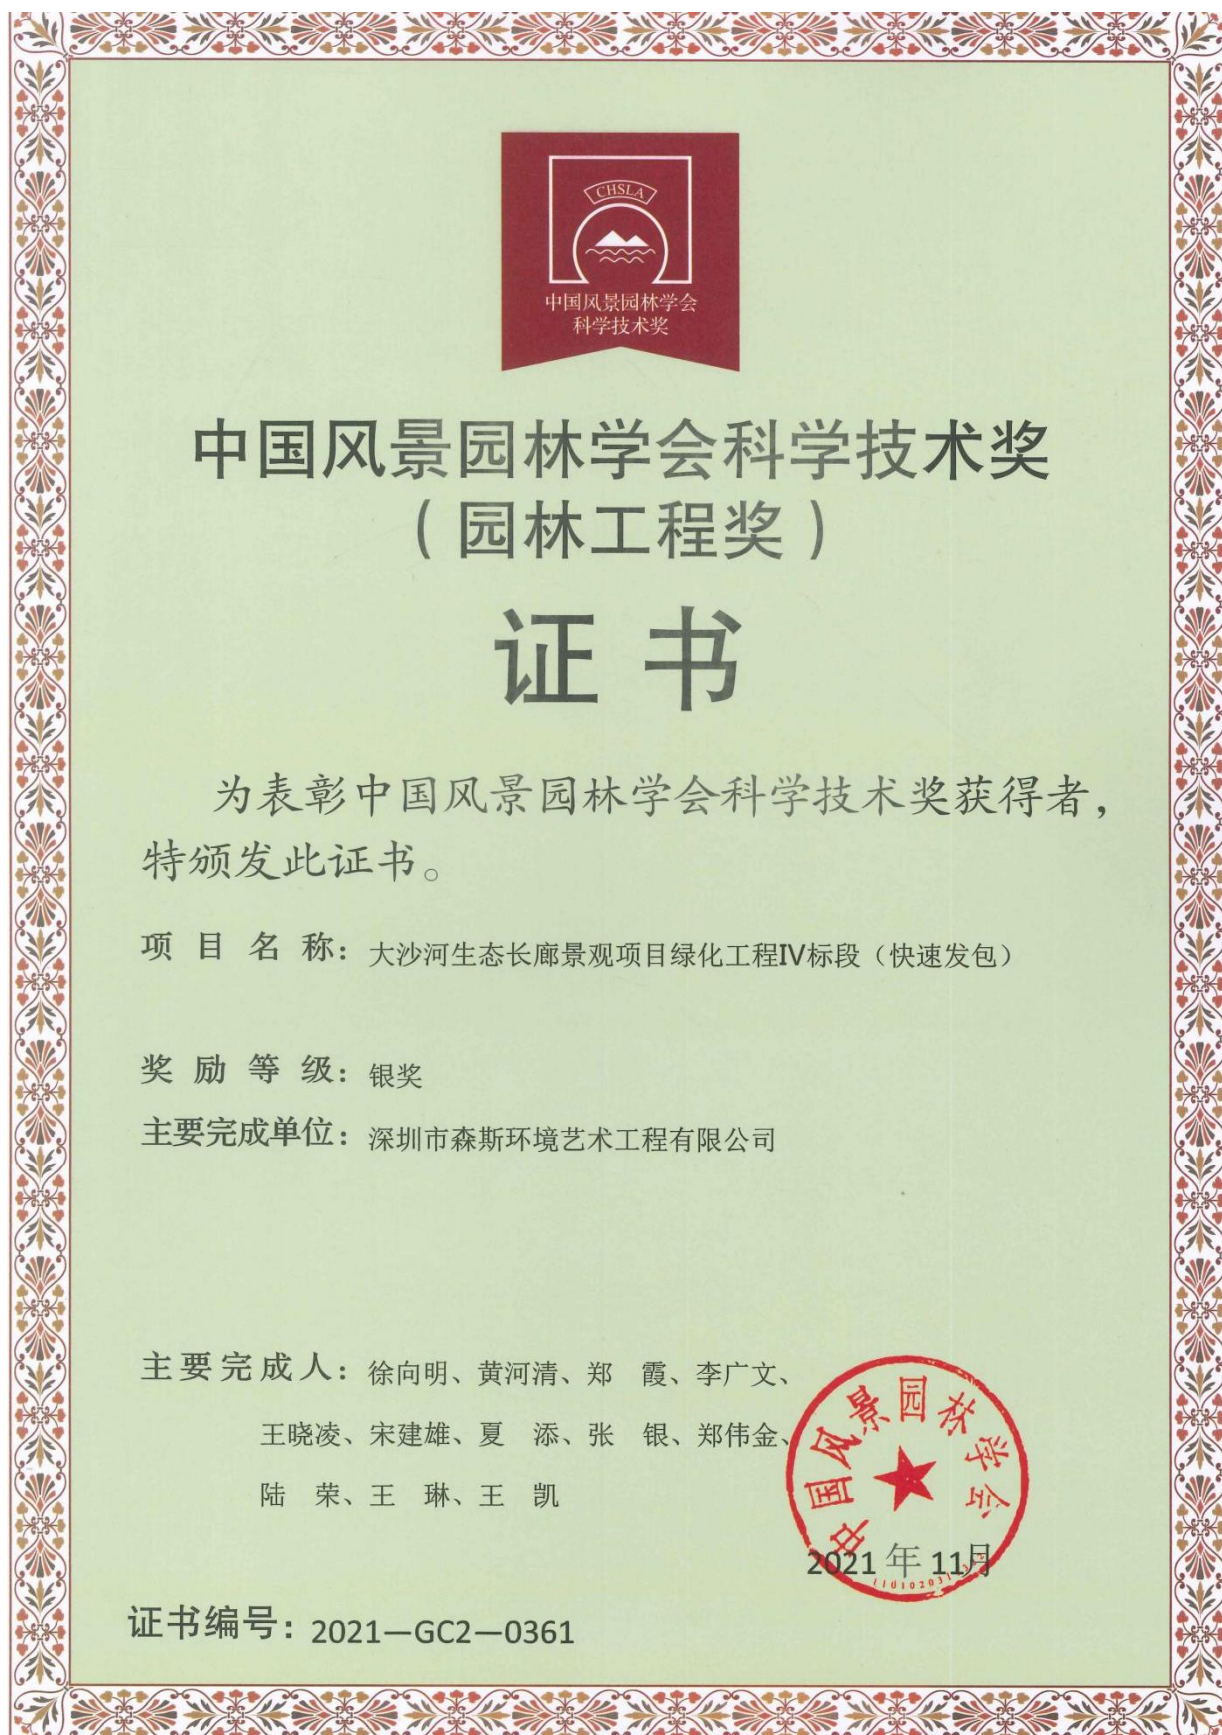 CHSLA
中国风景园林学会
科学技术奖
中国风景园林学会科学技术奖
（园林工程奖）
证书
为表彰中国风景园林学会科学技术奖获得者，
特颁发此证书。
项目名称：大沙河生态长廊景观项目绿化工程IV标段（快速发包）
奖励等级：银奖
主要完成单位：深圳市森斯环境艺术工程有限公司
主要完成人：徐向明、黄河清、郑　霞、李广文、
王晓凌、宋建雄、夏　添、张　银、郑伟金、
陆　荣、王　琳、王　凯
中国风景园林学会
2021年11月
证书编号：2021—GC2—0361